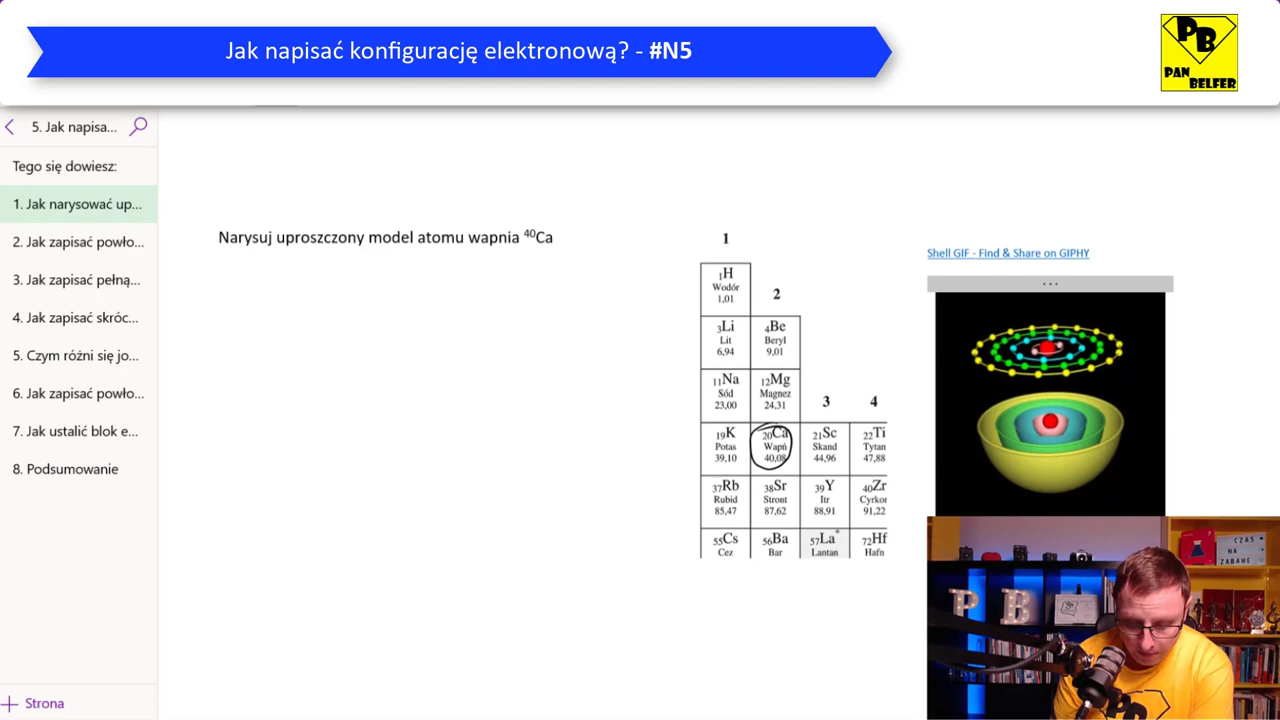 Jak napisać konfigurację elektronową? - #N5
PB
PAN
BELFER
5. Jak napisa...
Tego się dowiesz:
1. Jak narysować up...
2. Jak zapisać powło...
3. Jak zapisać pełną...
4. Jak zapisać skróc...
5. Czym różni się jo...
6. Jak zapisać powło...
7. Jak ustalić blok e...
8. Podsumowanie
Strona
Narysuj uproszczony model atomu wapnia ⁴⁰Ca
1
₁H
Wodór
1,01
2
₃Li ₄Be
Lit Beryl
6,94 9,01
₁₁Na ₁₂Mg
Sód Magnez
23,00 24,31
3 4
₁₉K ₂₀Ca ₂₁Sc ₂₂Ti
Potas Wapń Skand Tytan
39,10 40,08 44,96 47,88
₃₇Rb ₃₈Sr ₃₉Y ₄₀Zr
Rubid Stront Itr Cyrkon
85,47 87,62 88,91 91,22
₅₅Cs ₅₆Ba ₅₇La* ₇₂Hf
Cez Bar Lantan Hafn
Shell GIF - Find & Share on GIPHY
...
CZAS
NA
ZABAWE
P B
PB